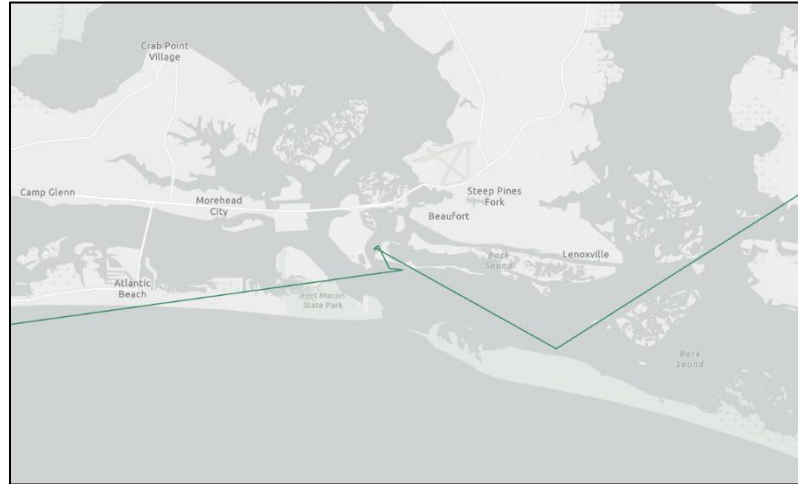 Crab Point
Village
Camp Glenn
Morehead
City
Steep Pines
Fork
Beaufort
Back
Sound
Lenoxville
Atlantic
Beach
Fort Macon
State Park
Back
Sound